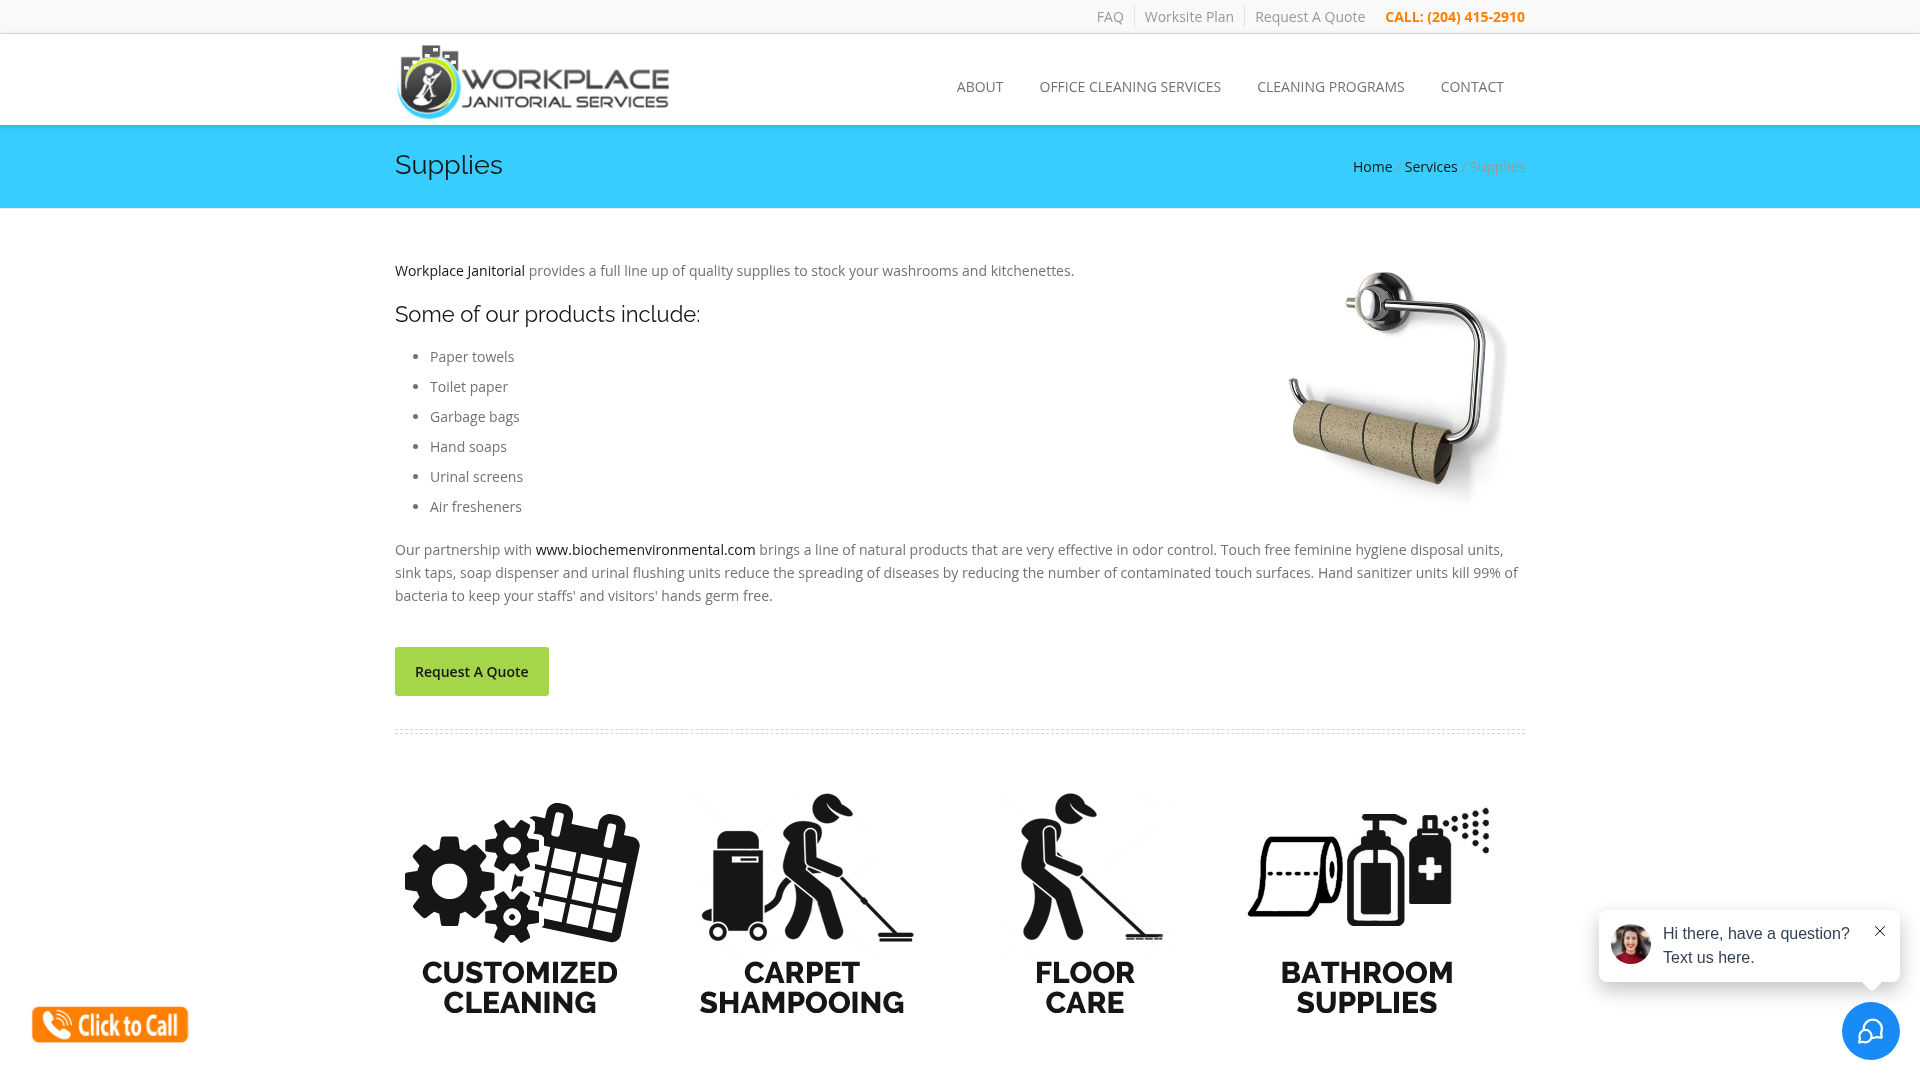 FAQ
Worksite Plan
Request A Quote
CALL: (204) 415-2910
WORKPLACE
JANITORIAL SERVICES
ABOUT
OFFICE CLEANING SERVICES
CLEANING PROGRAMS
CONTACT
Supplies
Home / Services / Supplies
Workplace Janitorial provides a full line up of quality supplies to stock your washrooms and kitchenettes.
Some of our products include:
Paper towels
Toilet paper
Garbage bags
Hand soaps
Urinal screens
Air fresheners
Our partnership with www.biochemenvironmental.com brings a line of natural products that are very effective in odor control. Touch free feminine hygiene disposal units,
sink taps, soap dispenser and urinal flushing units reduce the spreading of diseases by reducing the number of contaminated touch surfaces. Hand sanitizer units kill 99% of
bacteria to keep your staffs' and visitors' hands germ free.
Request A Quote
CUSTOMIZED
CLEANING
CARPET
SHAMPOOING
FLOOR
CARE
BATHROOM
SUPPLIES
Hi there, have a question?
Text us here.
Click to Call